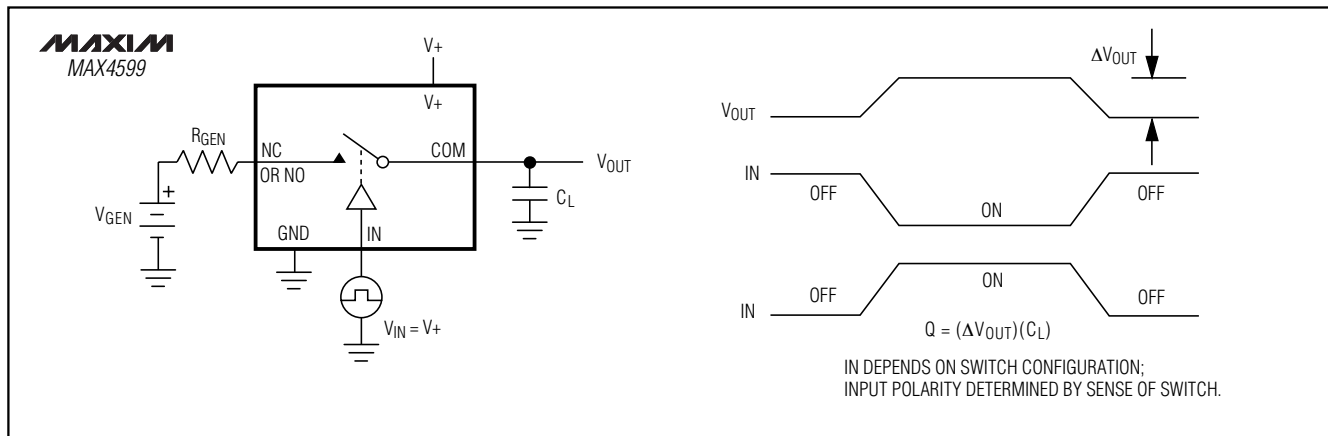 MAXIM
MAX4599
V+
V+
RGEN
NC
OR NO
COM
VOUT
CL
+
VGEN
GND
IN
VIN = V+
ΔVOUT
VOUT
IN
OFF
ON
OFF
IN
OFF
ON
OFF
Q = (ΔVOUT)(CL)
IN DEPENDS ON SWITCH CONFIGURATION;
INPUT POLARITY DETERMINED BY SENSE OF SWITCH.